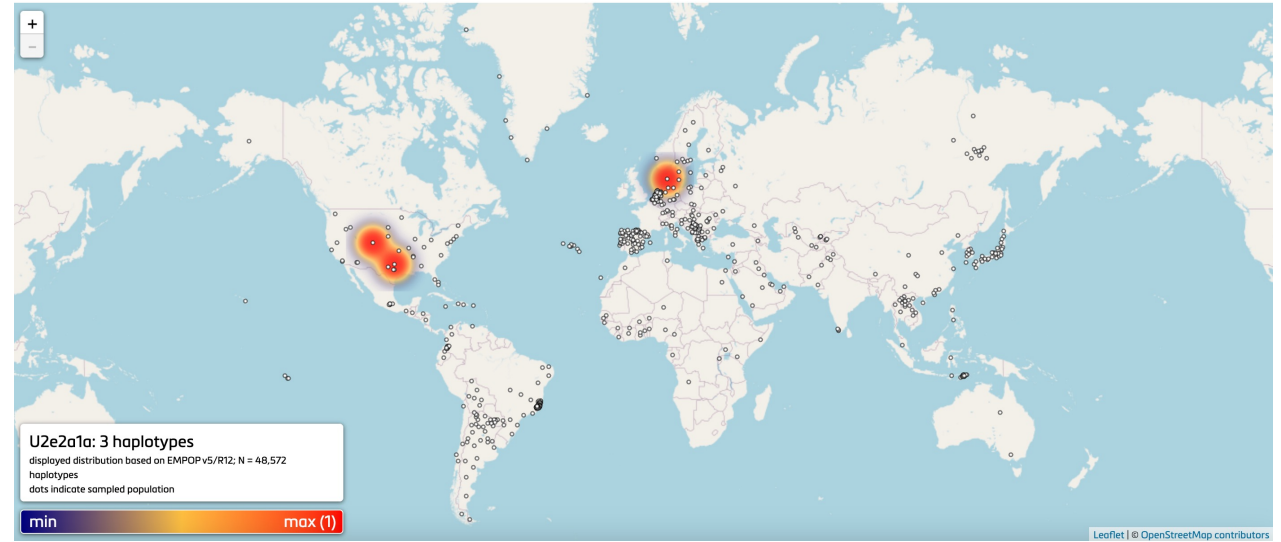 +
−
U2e2a1a: 3 haplotypes
displayed distribution based on EMPOP v5/R12; N = 48,572
haplotypes
dots indicate sampled population
min max (1)
Leaflet | © OpenStreetMap contributors